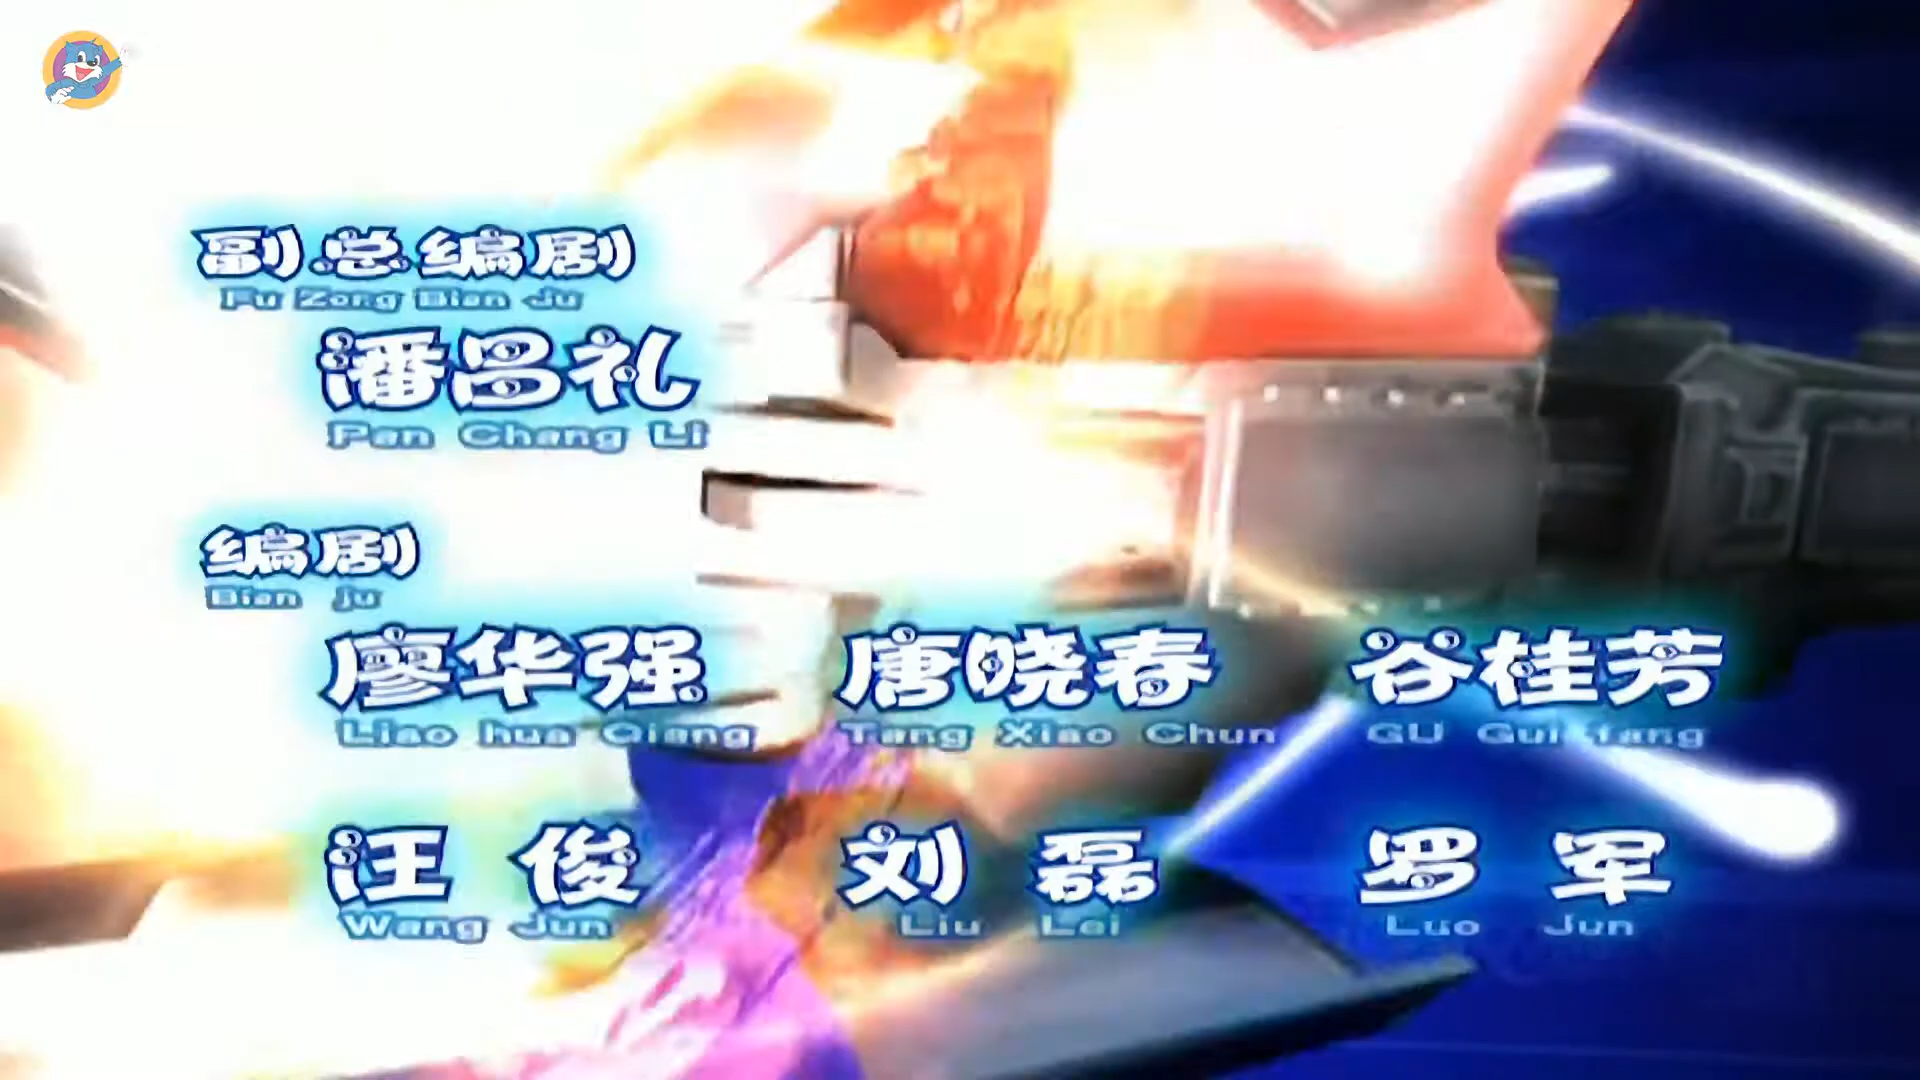 副总编剧
Fu Zong Bian Ju
潘昌礼
Pan Chang Li
编剧
Bian ju
廖华强 唐晓春 谷桂芳
Liao hua Qiang Tang Xiao Chun GU Gui fang
汪俊 刘磊 罗军
Wang Jun Liu Lei Luo Jun